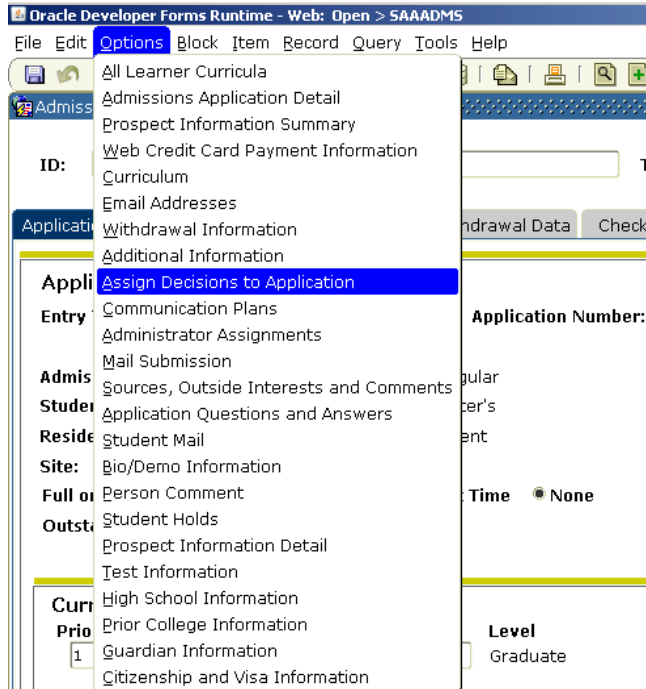 Oracle Developer Forms Runtime - Web: Open > SAAADMS
File Edit Options Block Item Record Query Tools Help
All Learner Curricula
Admissions Application Detail
Admiss
Prospect Information Summary
Web Credit Card Payment Information
ID:
Curriculum
Email Addresses
Applicati Withdrawal Information ndrawal Data Check
Additional Information
Appli Assign Decisions to Application
Entry Communication Plans Application Number:
Administrator Assignments
Mail Submission
Admis gular
Sources, Outside Interests and Comments
Studer Application Questions and Answers ter's
Reside Student Mail ent
Site: Bio/Demo Information
Full or Person Comment Time None
Student Holds
Outsta
Prospect Information Detail
Test Information
Curr High School Information
Prio Prior College Information Level
1 Guardian Information Graduate
Citizenship and Visa Information